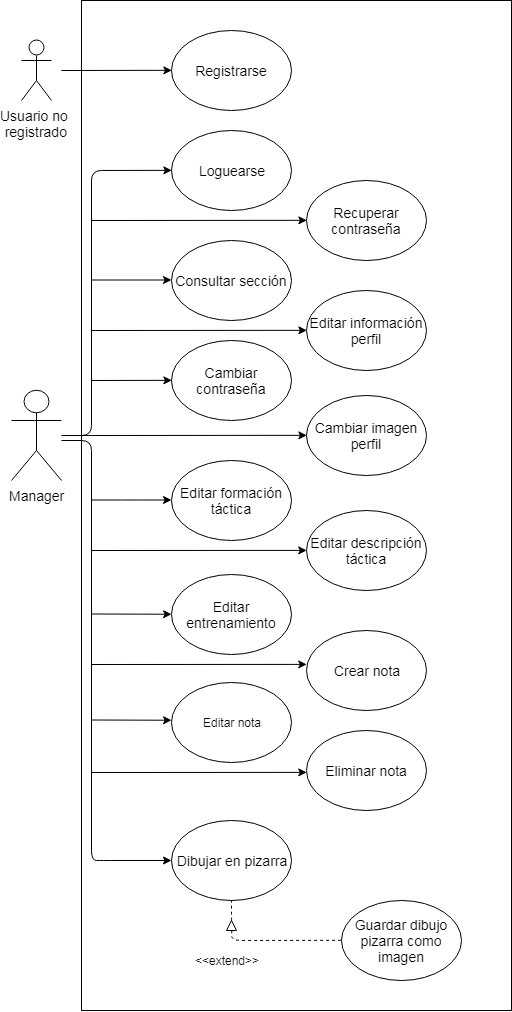 Registrarse
Usuario no
registrado
Loguearse
Recuperar
contraseña
Consultar sección
Editar información
perfil
Cambiar
contraseña
Cambiar imagen
perfil
Manager
Editar formación
táctica
Editar descripción
táctica
Editar
entrenamiento
Crear nota
Editar nota
Eliminar nota
Dibujar en pizarra
Guardar dibujo
pizarra como
imagen
<<extend>>